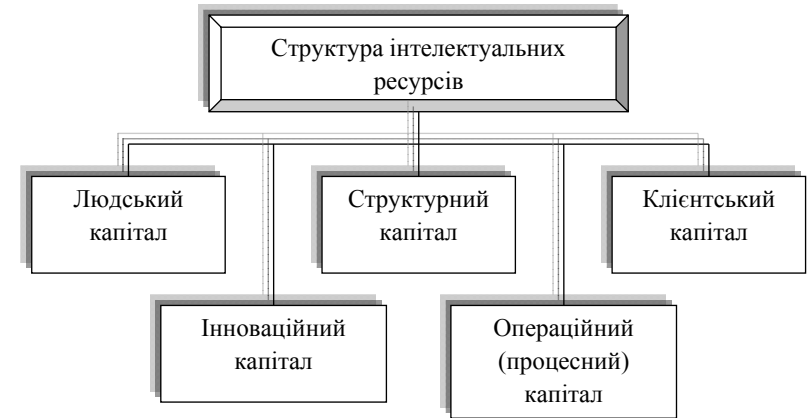 Структура інтелектуальних
ресурсів
Людський
капітал
Структурний
капітал
Клієнтський
капітал
Інноваційний
капітал
Операційний
(процесний)
капітал